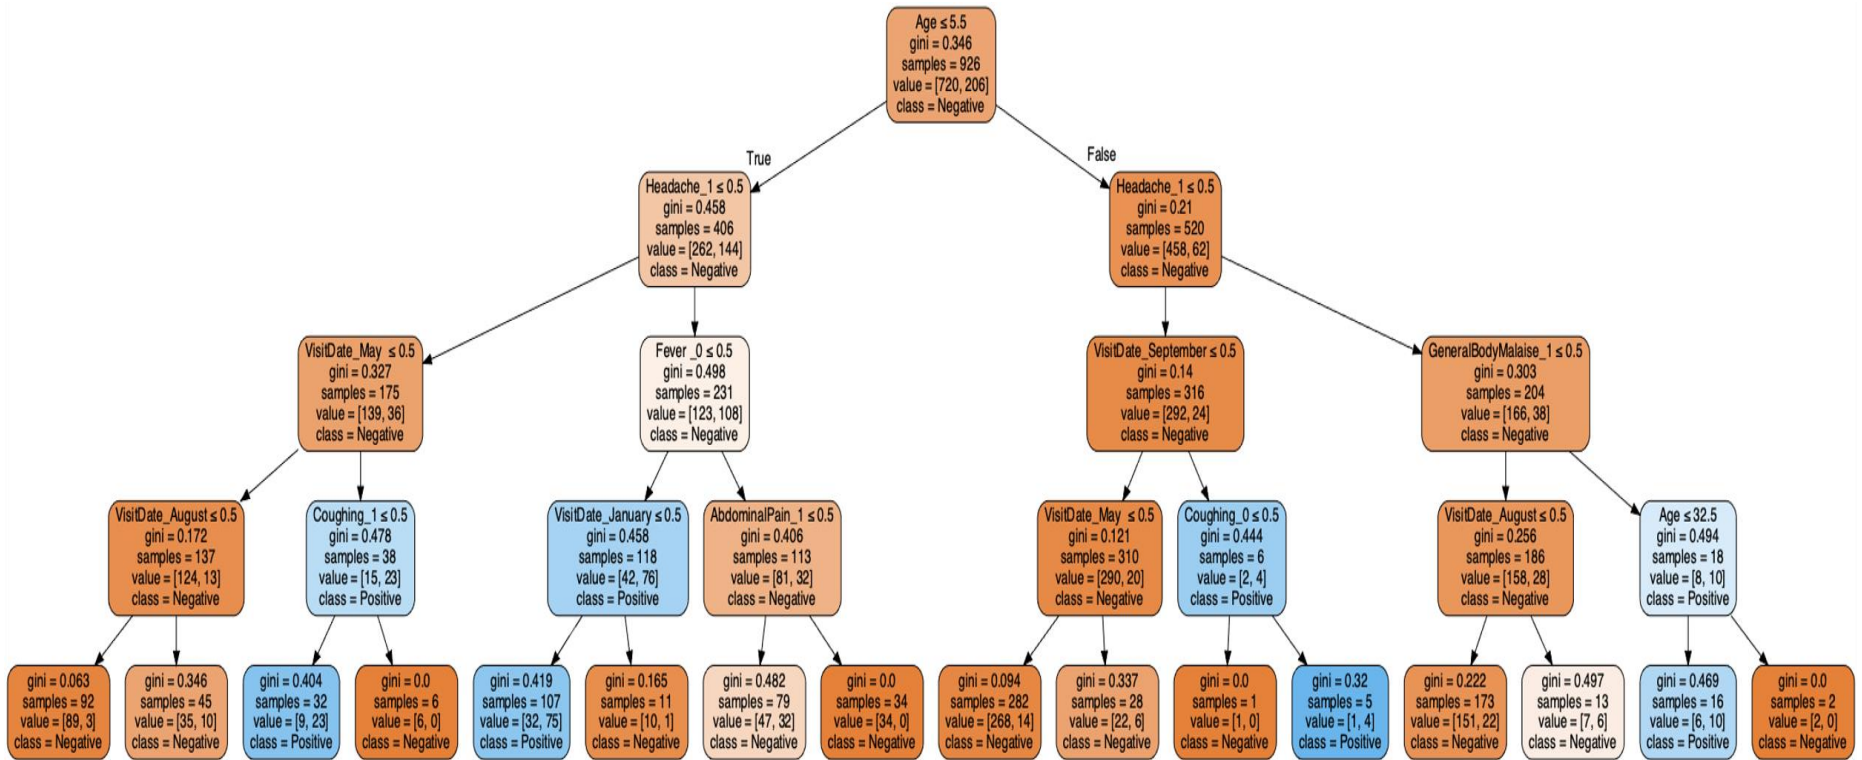 Age ≤ 5.5
gini = 0.346
samples = 926
value = [720, 206]
class = Negative
True
False
Headache_1 ≤ 0.5
gini = 0.458
samples = 406
value = [262, 144]
class = Negative
Headache_1 ≤ 0.5
gini = 0.21
samples = 520
value = [458, 62]
class = Negative
VisitDate_May ≤ 0.5
gini = 0.327
samples = 175
value = [139, 36]
class = Negative
Fever _0 ≤ 0.5
gini = 0.498
samples = 231
value = [123, 108]
class = Negative
VisitDate_September ≤ 0.5
gini = 0.14
samples = 316
value = [292, 24]
class = Negative
GeneralBodyMalaise_1 ≤ 0.5
gini = 0.303
samples = 204
value = [166, 38]
class = Negative
VisitDate_August ≤ 0.5
gini = 0.172
samples = 137
value = [124, 13]
class = Negative
Coughing_1 ≤ 0.5
gini = 0.478
samples = 38
value = [15, 23]
class = Positive
VisitDate_January ≤ 0.5
gini = 0.458
samples = 118
value = [42, 76]
class = Positive
AbdominalPain_1 ≤ 0.5
gini = 0.406
samples = 113
value = [81, 32]
class = Negative
VisitDate_May ≤ 0.5
gini = 0.121
samples = 310
value = [290, 20]
class = Negative
Coughing_0 ≤ 0.5
gini = 0.444
samples = 6
value = [2, 4]
class = Positive
VisitDate_August ≤ 0.5
gini = 0.256
samples = 186
value = [158, 28]
class = Negative
Age ≤ 32.5
gini = 0.494
samples = 18
value = [8, 10]
class = Positive
gini = 0.063
samples = 92
value = [89, 3]
class = Negative
gini = 0.346
samples = 45
value = [35, 10]
class = Negative
gini = 0.404
samples = 32
value = [9, 23]
class = Positive
gini = 0.0
samples = 6
value = [6, 0]
class = Negative
gini = 0.419
samples = 107
value = [32, 75]
class = Positive
gini = 0.165
samples = 11
value = [10, 1]
class = Negative
gini = 0.482
samples = 79
value = [47, 32]
class = Negative
gini = 0.0
samples = 34
value = [34, 0]
class = Negative
gini = 0.094
samples = 282
value = [268, 14]
class = Negative
gini = 0.337
samples = 28
value = [22, 6]
class = Negative
gini = 0.0
samples = 1
value = [1, 0]
class = Negative
gini = 0.32
samples = 5
value = [1, 4]
class = Positive
gini = 0.222
samples = 173
value = [151, 22]
class = Negative
gini = 0.497
samples = 13
value = [7, 6]
class = Negative
gini = 0.469
samples = 16
value = [6, 10]
class = Positive
gini = 0.0
samples = 2
value = [2, 0]
class = Negative